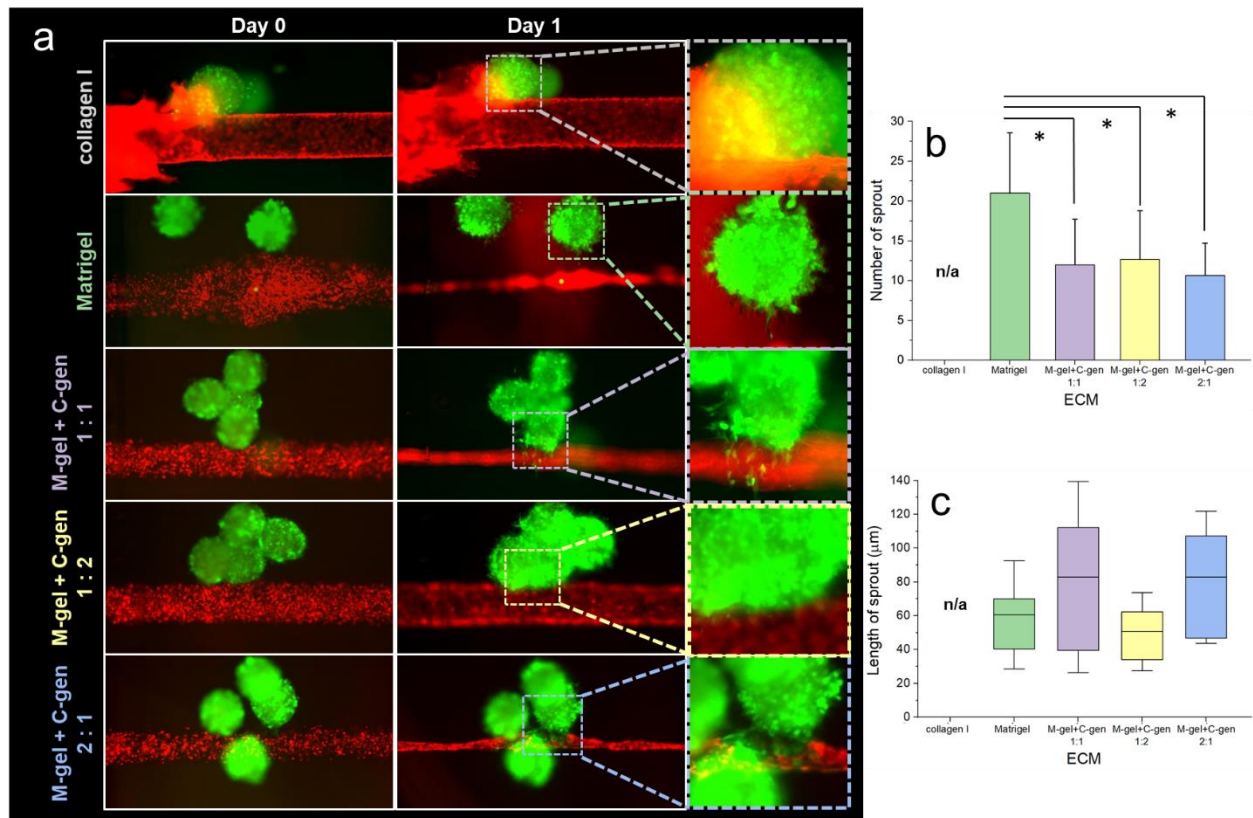 a
Day 0
Day 1
collagen I
Matrigel
M-gel + C-gen
1 : 1
M-gel + C-gen
1 : 2
M-gel + C-gen
2 : 1
b
Number of sprout
30
25
20
15
10
5
0
n/a
*
*
*
collagen I
Matrigel
M-gel+C-gen
1:1
M-gel+C-gen
1:2
M-gel+C-gen
2:1
ECM
c
Length of sprout (μm)
140
120
100
80
60
40
20
0
n/a
collagen I
Matrigel
M-gel+C-gen
1:1
M-gel+C-gen
1:2
M-gel+C-gen
2:1
ECM